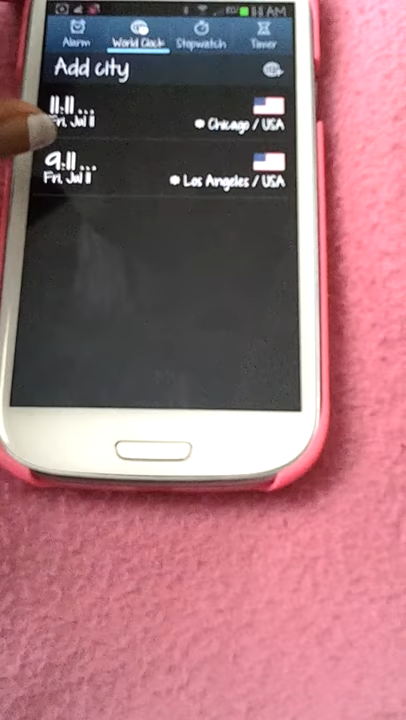 11:11 AM
Alarm World Clock Stopwatch Timer
Add city
11:11 ...
Fri, Jul 11
Chicago / USA
9:11 ...
Fri, Jul 11
Los Angeles / USA